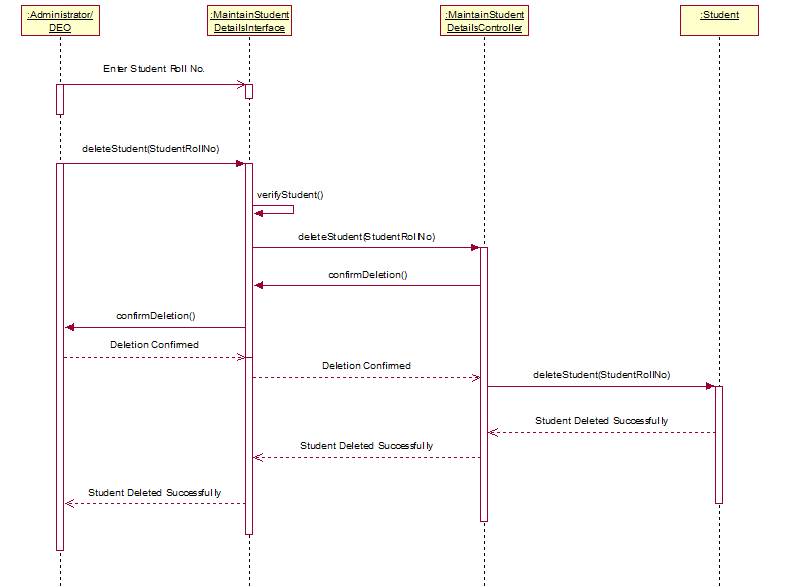 :Administrator/
DEO
:MaintainStudent
DetailsInterface
:MaintainStudent
DetailsController
:Student
Enter Student Roll No.
deleteStudent(StudentRollNo)
verifyStudent()
deleteStudent(StudentRollNo)
confirmDeletion()
confirmDeletion()
Deletion Confirmed
Deletion Confirmed
deleteStudent(StudentRollNo)
Student Deleted Successfully
Student Deleted Successfully
Student Deleted Successfully